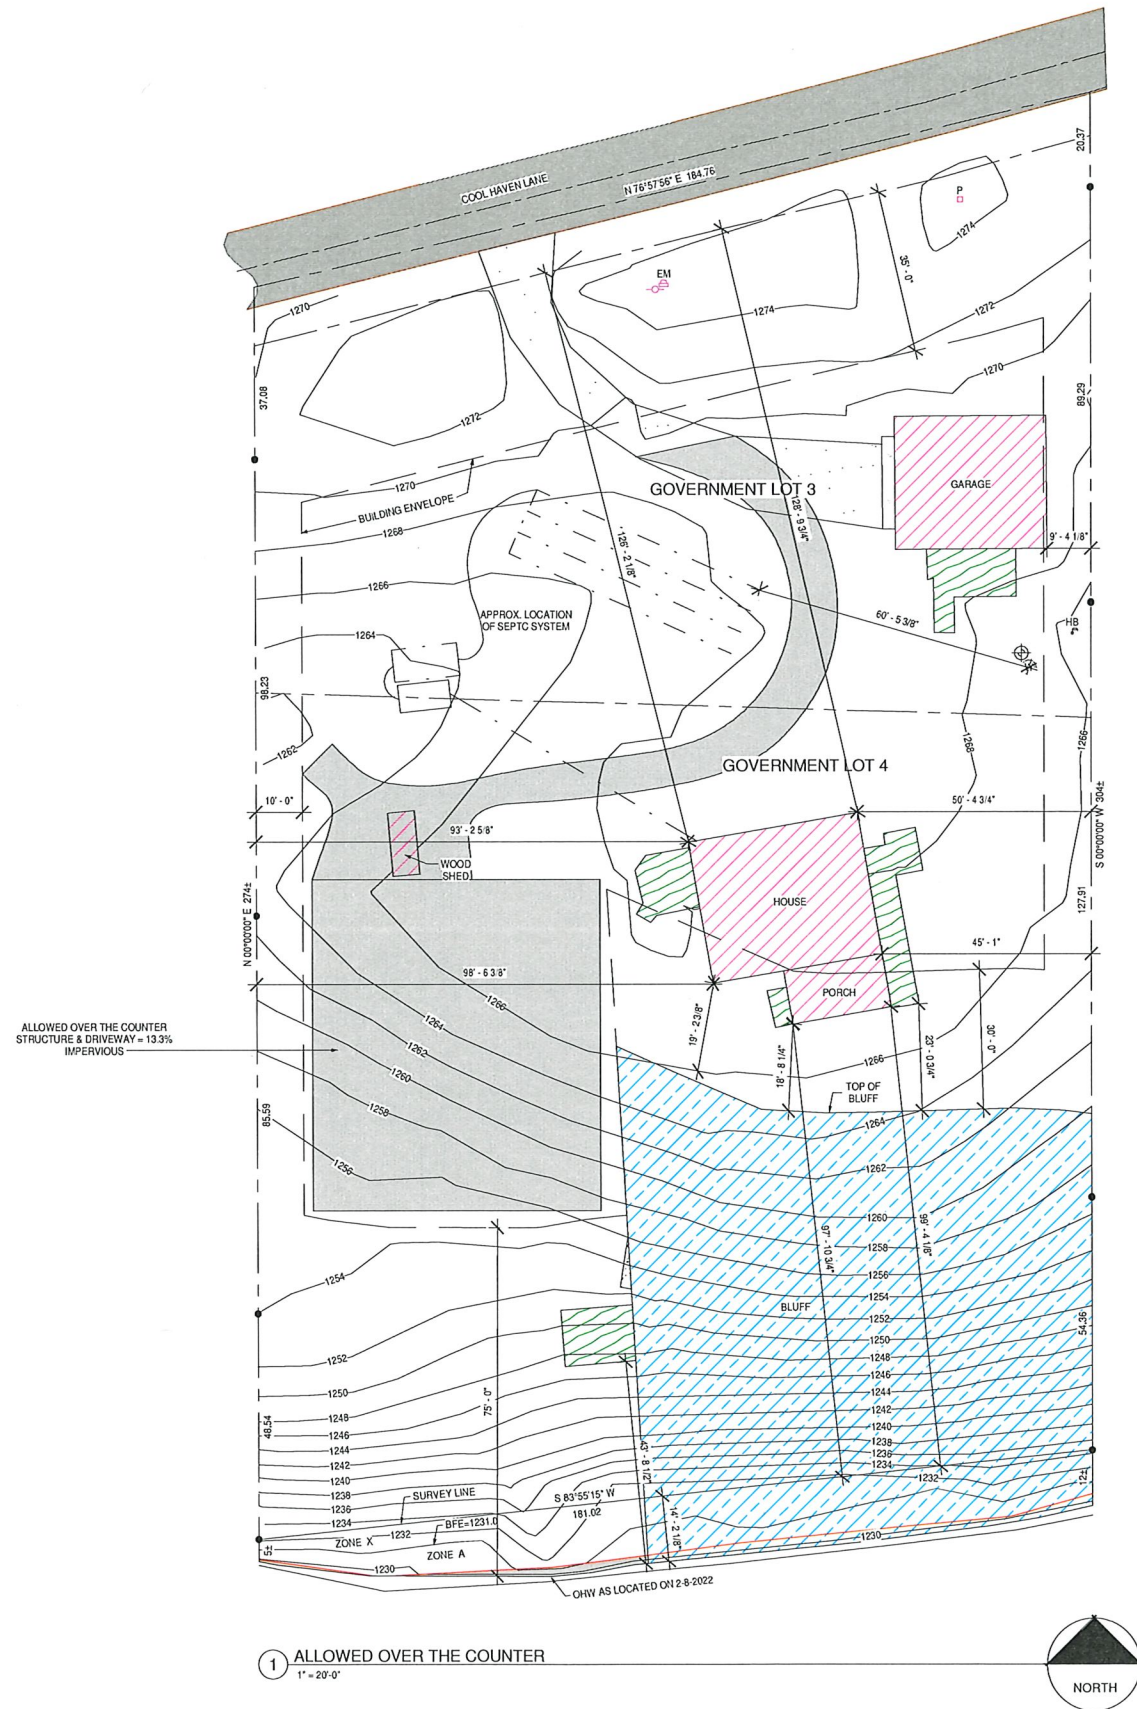 COOL HAVEN LANE
N 76°57'56" E 184.76
20.37
P
1274
EM
35' - 0"
1270
1274
1272
37.08
1272
1270
89.29
1270
BUILDING ENVELOPE
1268
GOVERNMENT LOT 3
GARAGE
128' - 9 3/4"
126' - 2 1/8"
9' - 4 1/8"
1266
APPROX. LOCATION
OF SEPTC SYSTEM
60' - 5 3/8"
HB
1264
W
98.23
1262
1268
1266
GOVERNMENT LOT 4
10' - 0"
50' - 4 3/4"
S 00°00'00" W 304±
93' - 2 5/8"
WOOD
SHED
N 00°00'00" E 274±
HOUSE
127.91
45' - 1"
98' - 6 3/8"
PORCH
1266
ALLOWED OVER THE COUNTER
STRUCTURE & DRIVEWAY = 13.3%
IMPERVIOUS
1264
19' - 2 3/8"
18' - 8 1/4"
23' - 0 3/4"
30' - 0"
1262
1266
1260
TOP OF
BLUFF
1258
85.59
1264
1256
1262
1260
97' - 10 3/4"
99' - 4 1/8"
1258
1256
1254
1254
BLUFF
1252
54.36
1250
1252
1248
1250
1246
75' - 0"
1244
1248
1242
48.54
1246
1240
1244
1238
1242
43' - 8 1/2"
1236
1240
1234
1238
1232
12±
1236
SURVEY LINE
S 83°55'15" W
181.02
1234
BFE=1231.0
14' - 2 1/8"
1232
1230
ZONE X
5±
ZONE A
1230
OHW AS LOCATED ON 2-8-2022
1 ALLOWED OVER THE COUNTER
1" = 20'-0"
NORTH